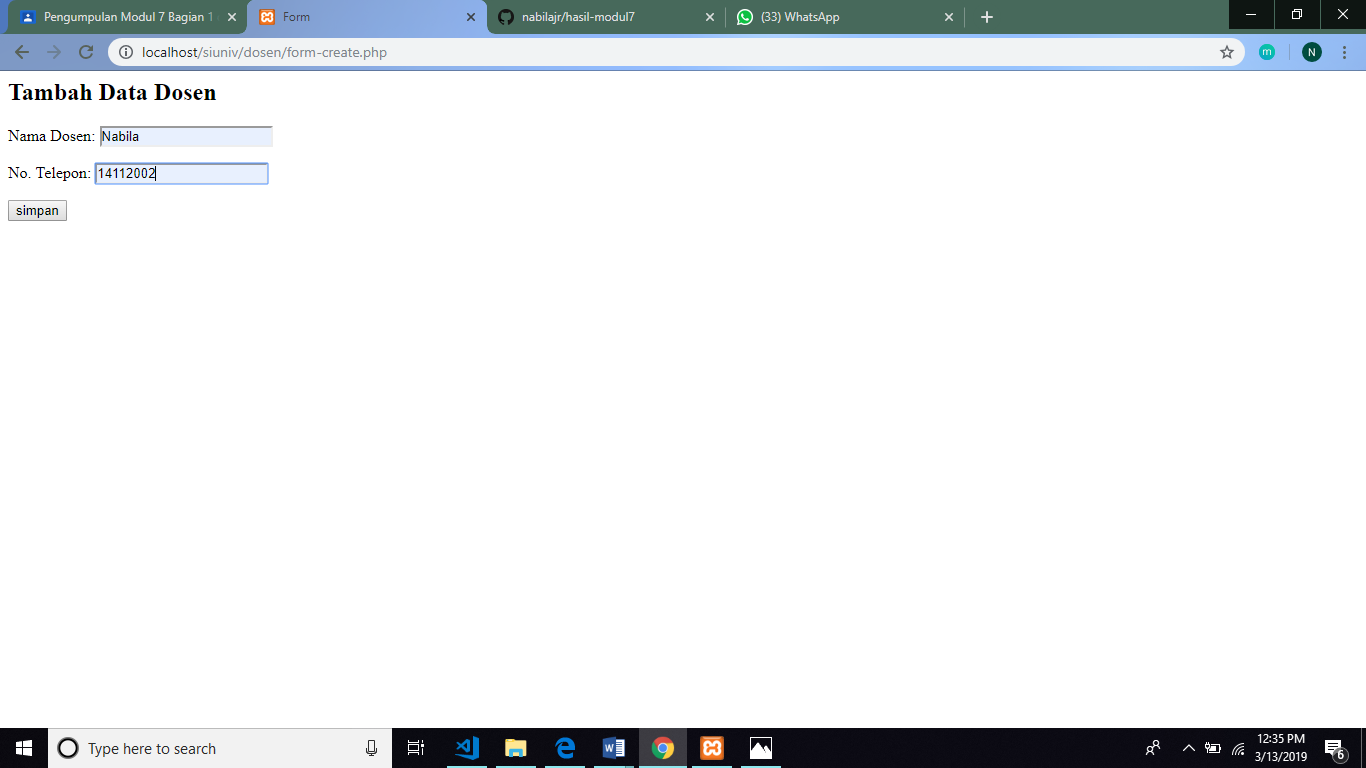 Pengumpulan Modul 7 Bagian 1
Form
nabilajr/hasil-modul7
(33) WhatsApp
localhost/siuniv/dosen/form-create.php
m
N
Tambah Data Dosen
Nama Dosen: Nabila
No. Telepon: 14112002
simpan
Type here to search
12:35 PM
3/13/2019
6